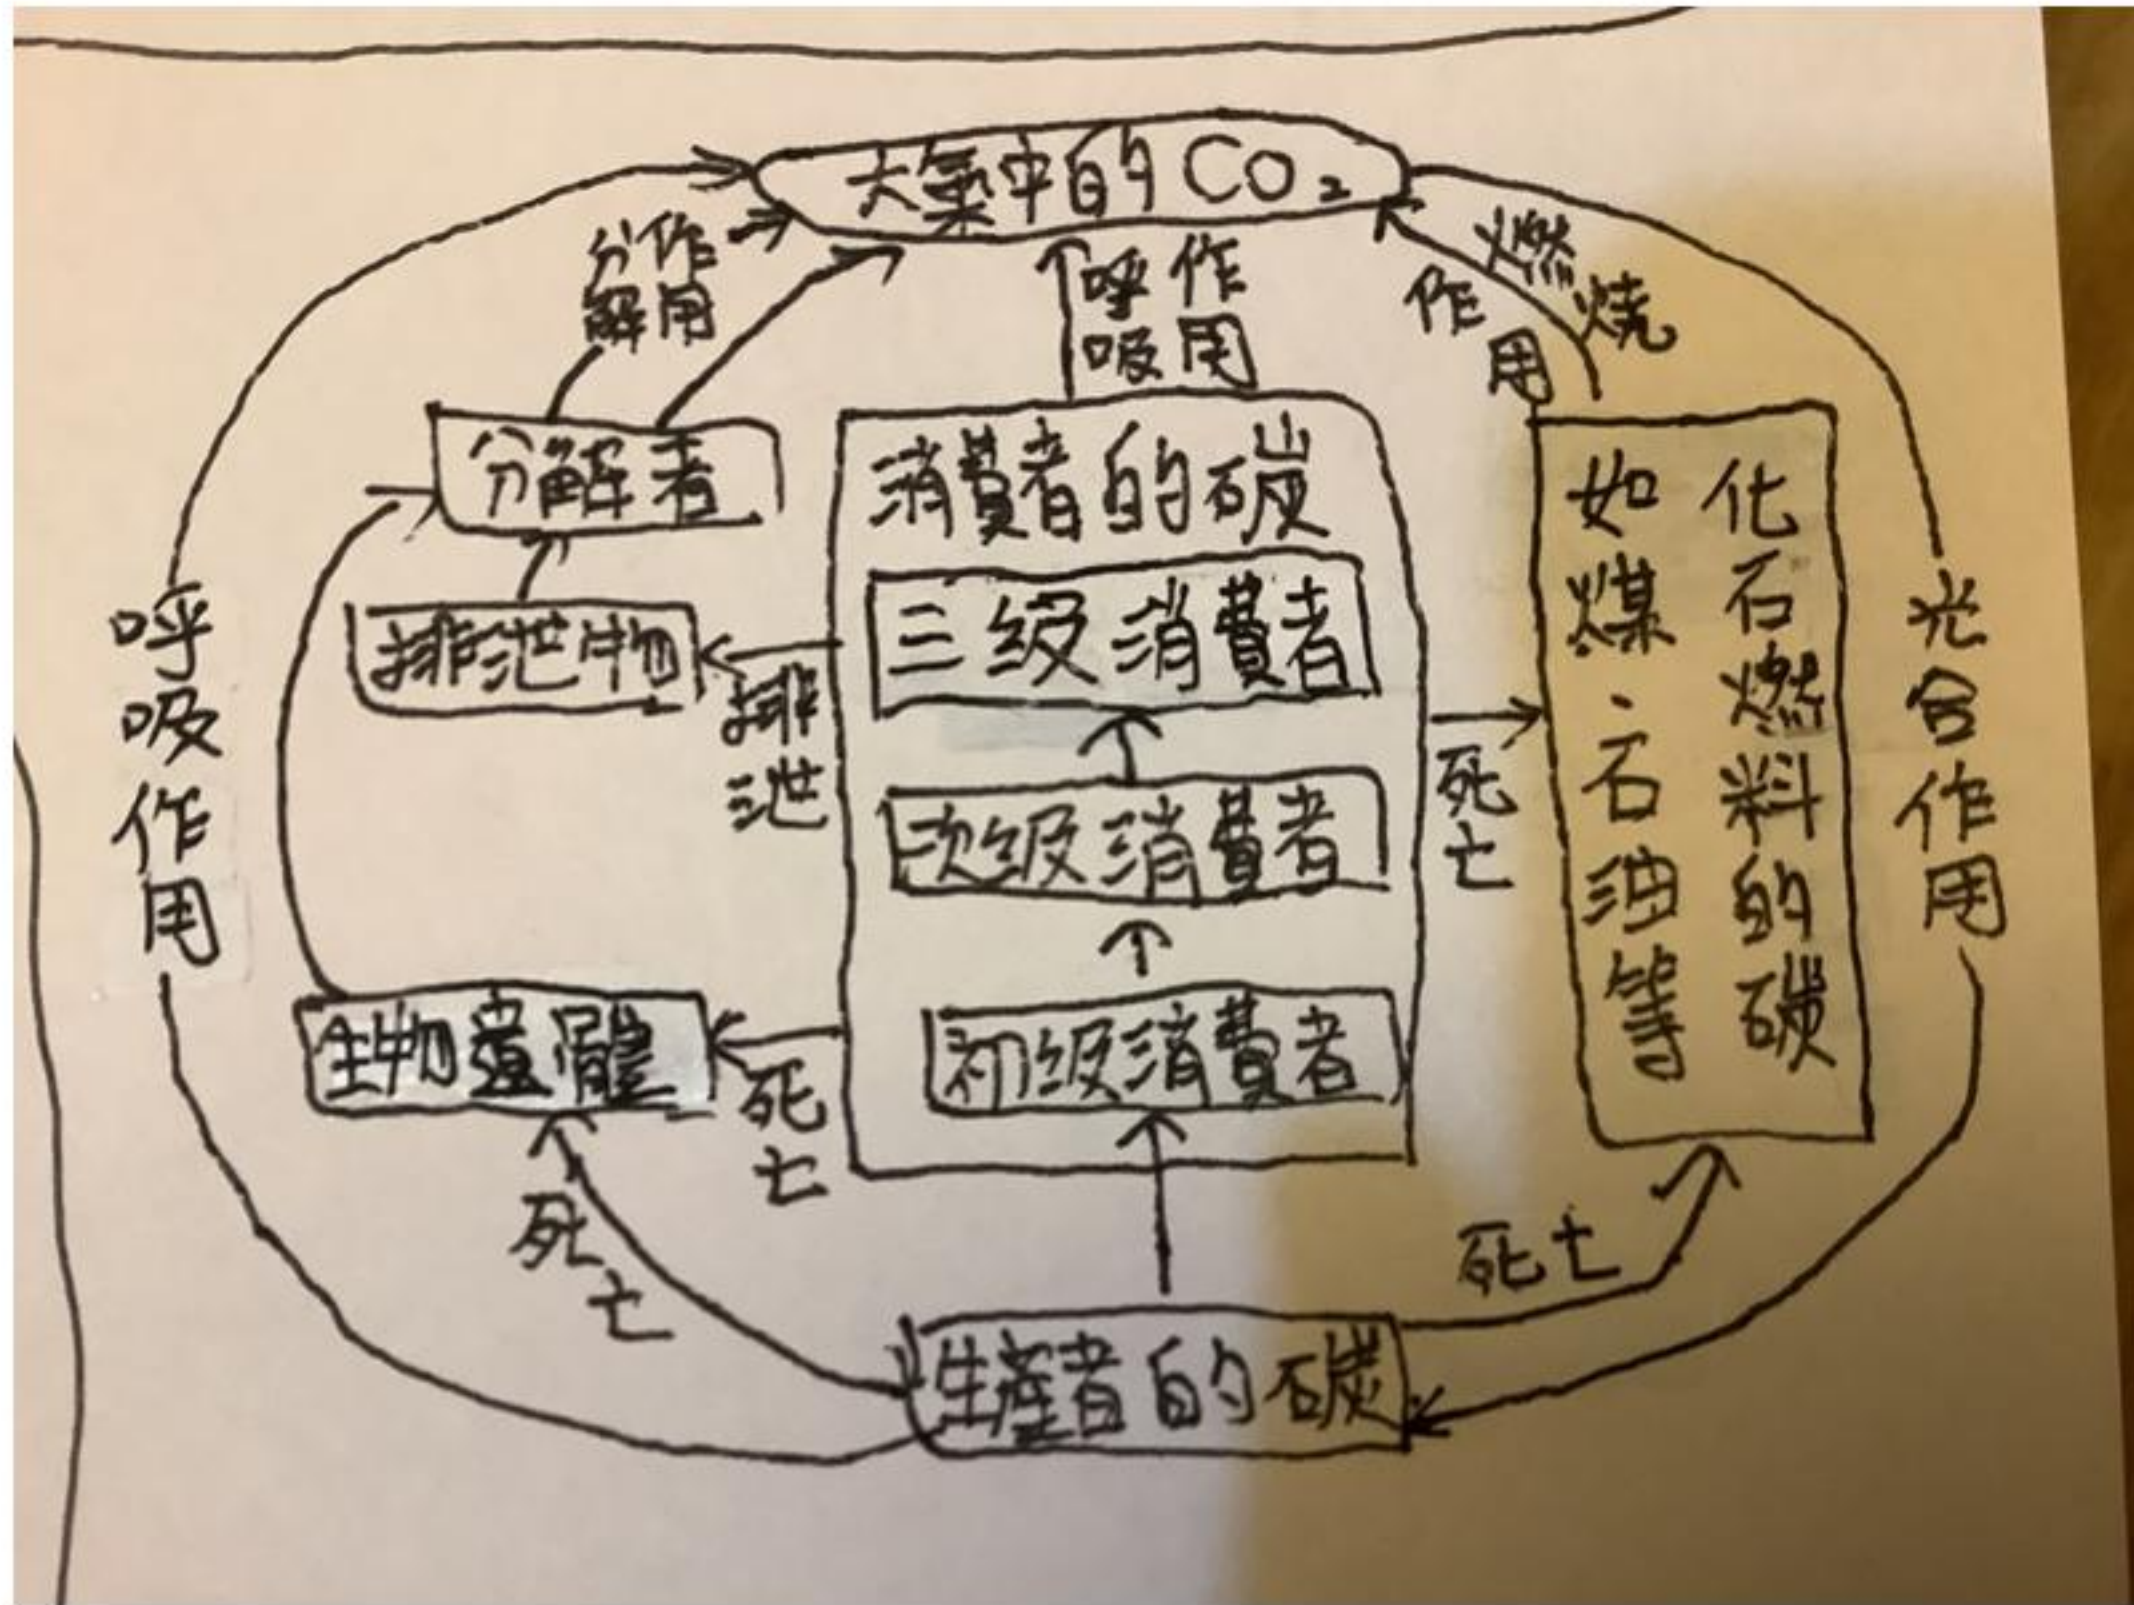 大氣中的CO₂
分解作用
呼吸作用
燃燒作用
分解者
消費者的碳
三級消費者
次級消費者
初級消費者
排泄物
排泄
生物遺體
死亡
死亡
死亡
死亡
化石燃料的碳
如煤、石油等
呼吸作用
光合作用
生產者的碳